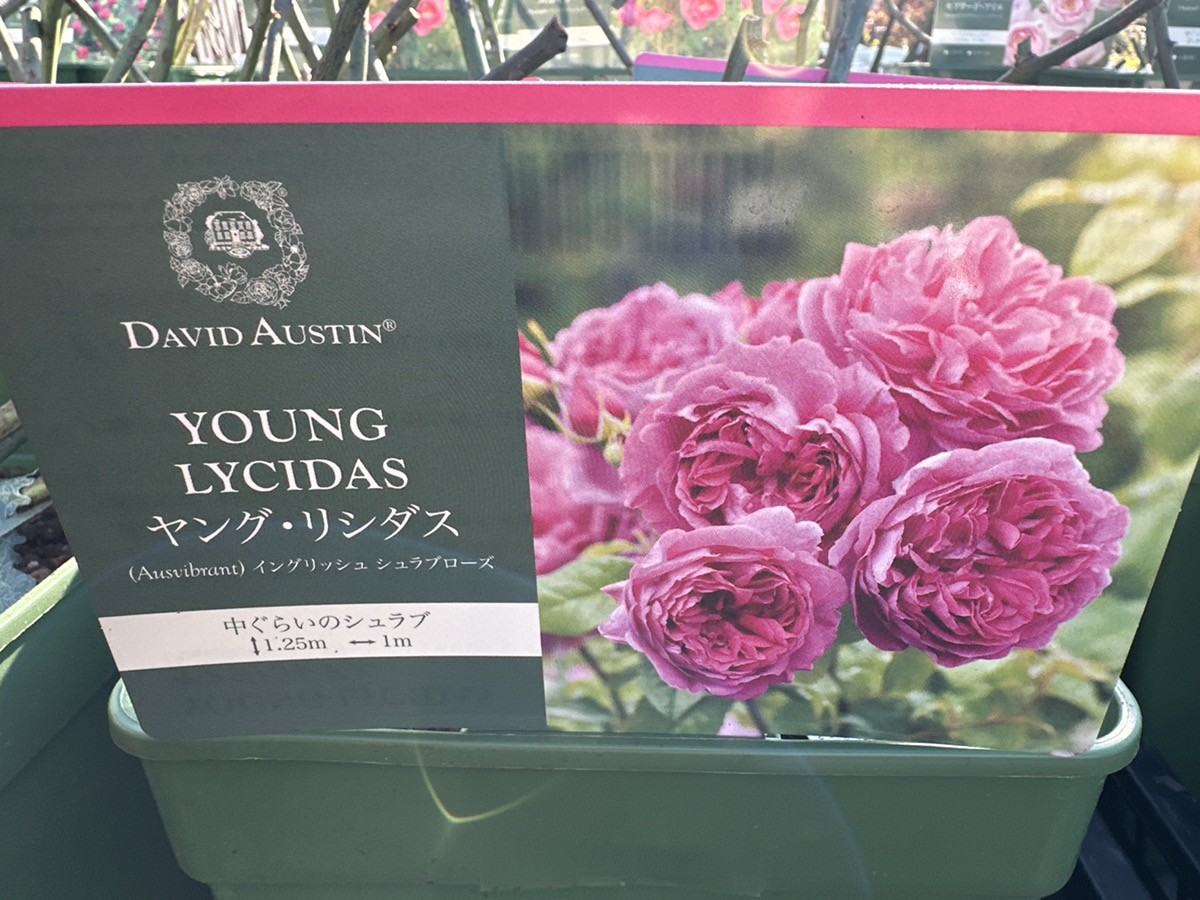 DAVID AUSTIN®
YOUNG
LYCIDAS
ヤング・リシダス
(Ausvibrant) イングリッシュ シュラブローズ
中ぐらいのシュラブ
↕1.25m ↔1m